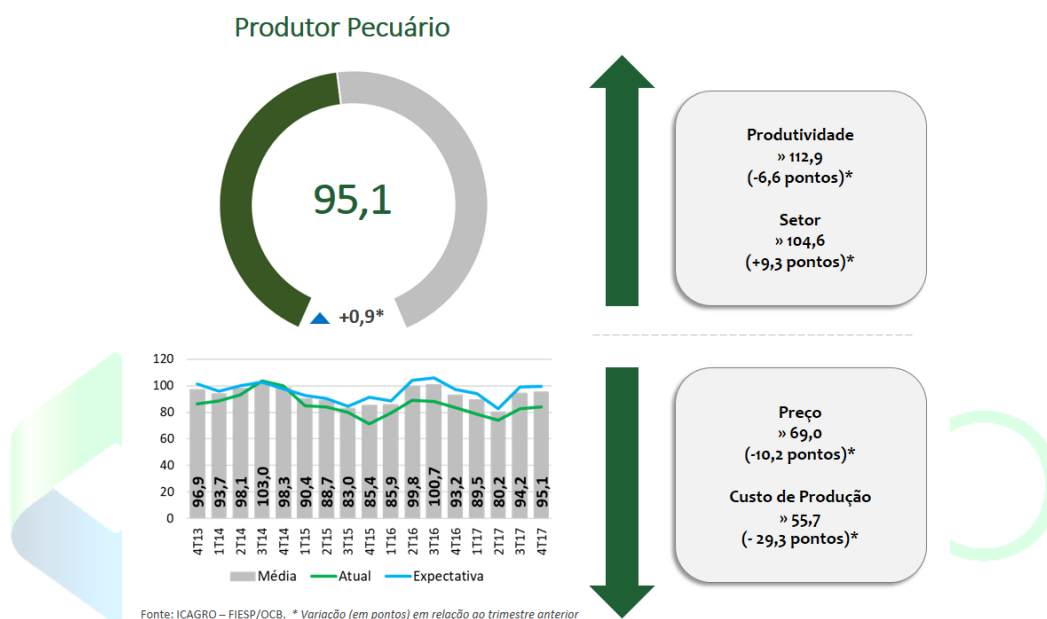 Produtor Pecuário
95,1
+0,9*
Produtividade
» 112,9
(-6,6 pontos)*
Setor
» 104,6
(+9,3 pontos)*
120
100
80
60
40
20
0
96,9
93,7
98,1
103,0
98,3
90,4
88,7
83,0
85,4
85,9
99,8
100,7
93,2
89,5
80,2
94,2
95,1
4T13
1T14
2T14
3T14
4T14
1T15
2T15
3T15
4T15
1T16
2T16
3T16
4T16
1T17
2T17
3T17
4T17
Média
Atual
Expectativa
Preço
» 69,0
(-10,2 pontos)*
Custo de Produção
» 55,7
(- 29,3 pontos)*
Fonte: ICAGRO – FIESP/OCB. * Variação (em pontos) em relação ao trimestre anterior